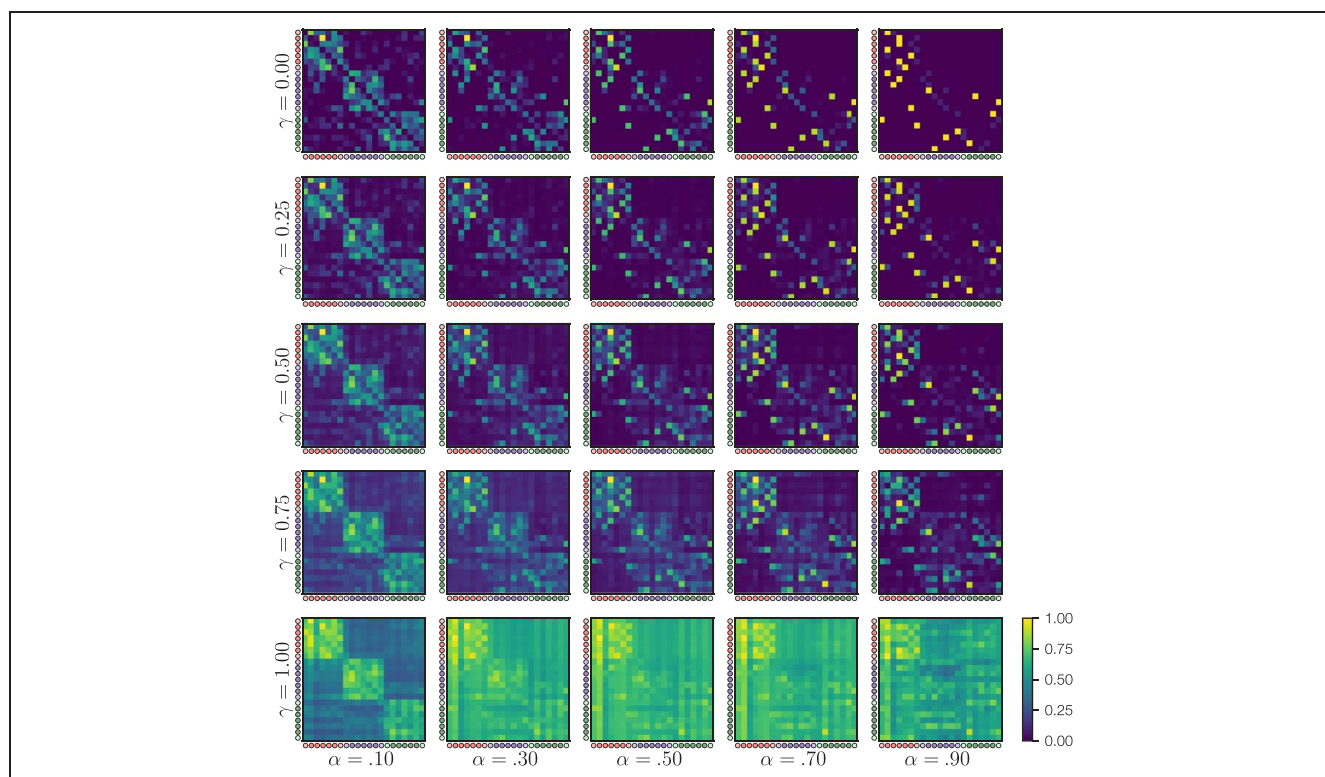 γ = 0.00
γ = 0.25
γ = 0.50
γ = 0.75
γ = 1.00
1.00
0.75
0.50
0.25
0.00
α = .10 α = .30 α = .50 α = .70 α = .90